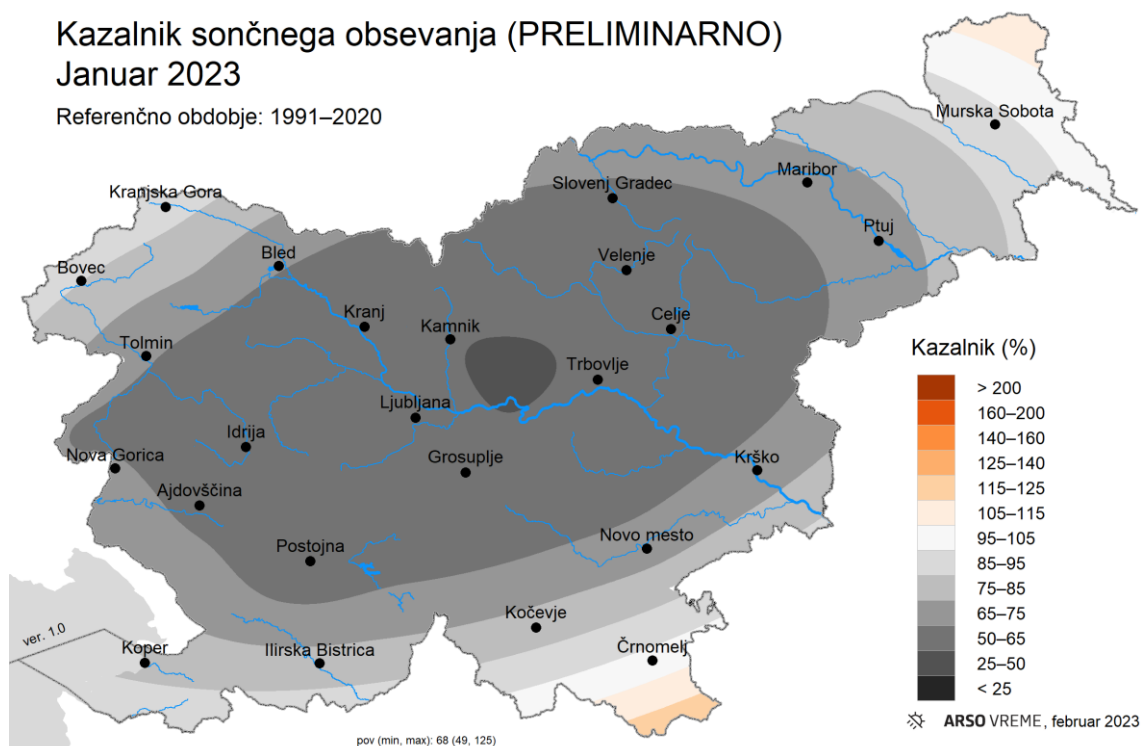 Kazalnik sončnega obsevanja (PRELIMINARNO)
Januar 2023
Referenčno obdobje: 1991–2020
Murska Sobota
Maribor
Slovenj Gradec
Kranjska Gora
Ptuj
Bled
Velenje
Bovec
Kranj
Kamnik
Celje
Tolmin
Trbovlje
Ljubljana
Idrija
Nova Gorica
Grosuplje
Krško
Ajdovščina
Novo mesto
Postojna
Kočevje
ver. 1.0
Koper
Ilirska Bistrica
Črnomelj
Kazalnik (%)
> 200
160–200
140–160
125–140
115–125
105–115
95–105
85–95
75–85
65–75
50–65
25–50
< 25
ARSO VREME, februar 2023
pov (min, max): 68 (49, 125)